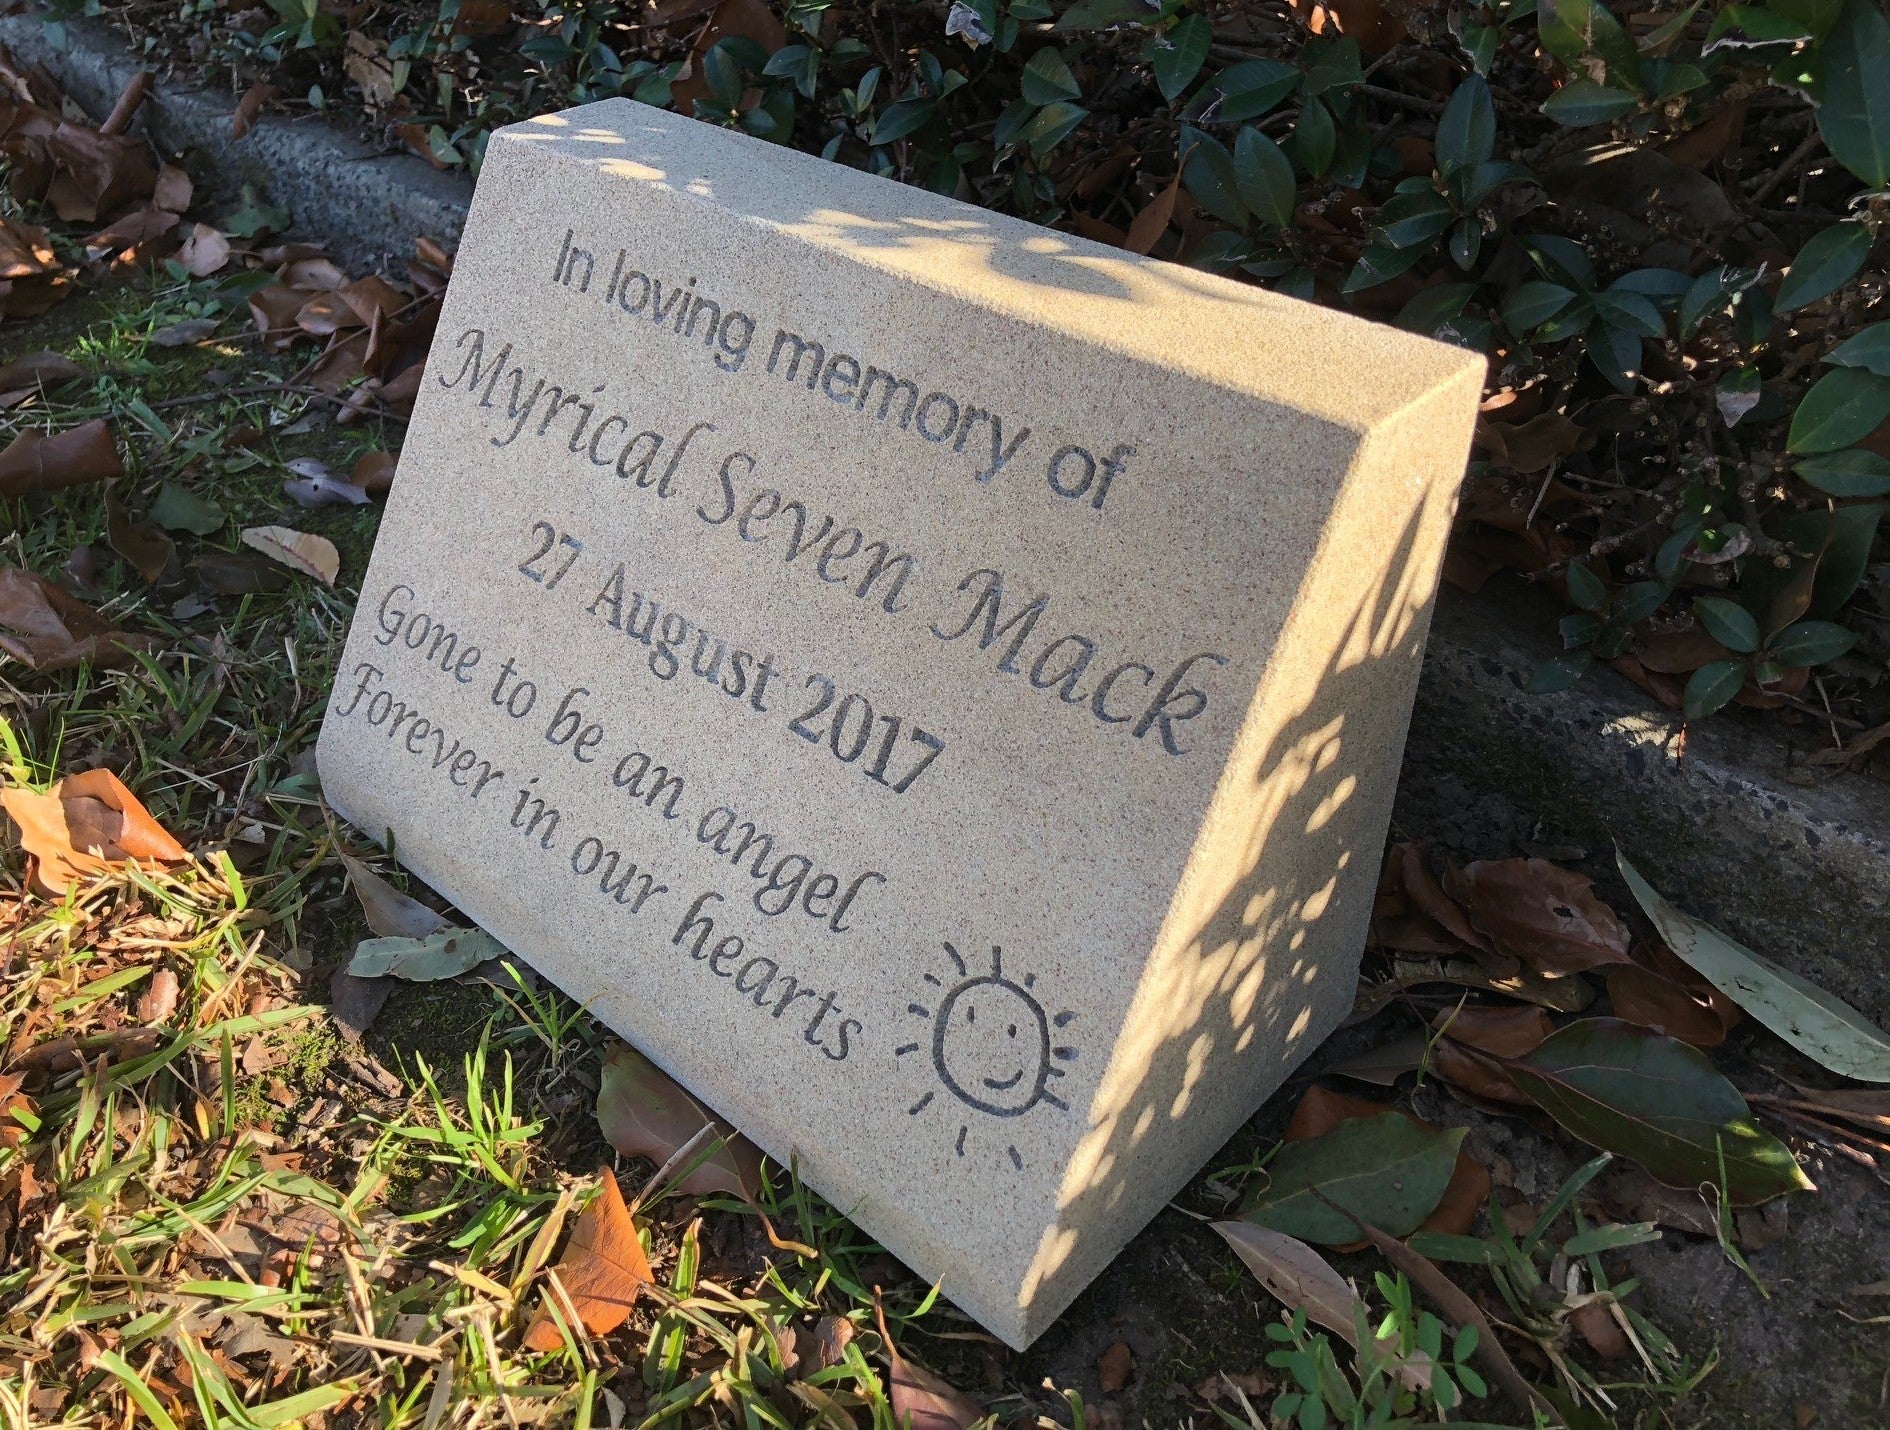 In loving memory of
Myrical Seven Mack
27 August 2017
Gone to be an angel
Forever in our hearts